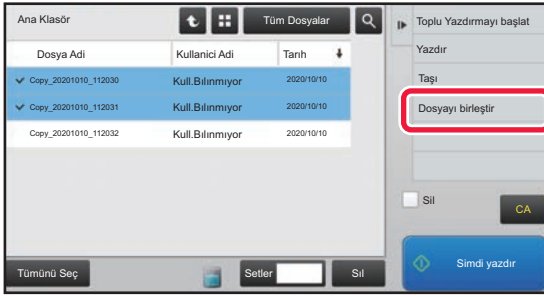 Ana Klasör
Tüm Dosyalar
Dosya Adi
Kullanici Adi
Tarıh
Copy_20201010_112030
Kull.Bılınmıyor
2020/10/10
Copy_20201010_112031
Kull.Bılınmıyor
2020/10/10
Copy_20201010_112032
Kull.Bılınmıyor
2020/10/10
Tümünü Seç
Setler
Sıl
Toplu Yazdırmayı başlat
Yazdır
Taşı
Dosyayı birleştir
Sil
CA
Simdi yazdır